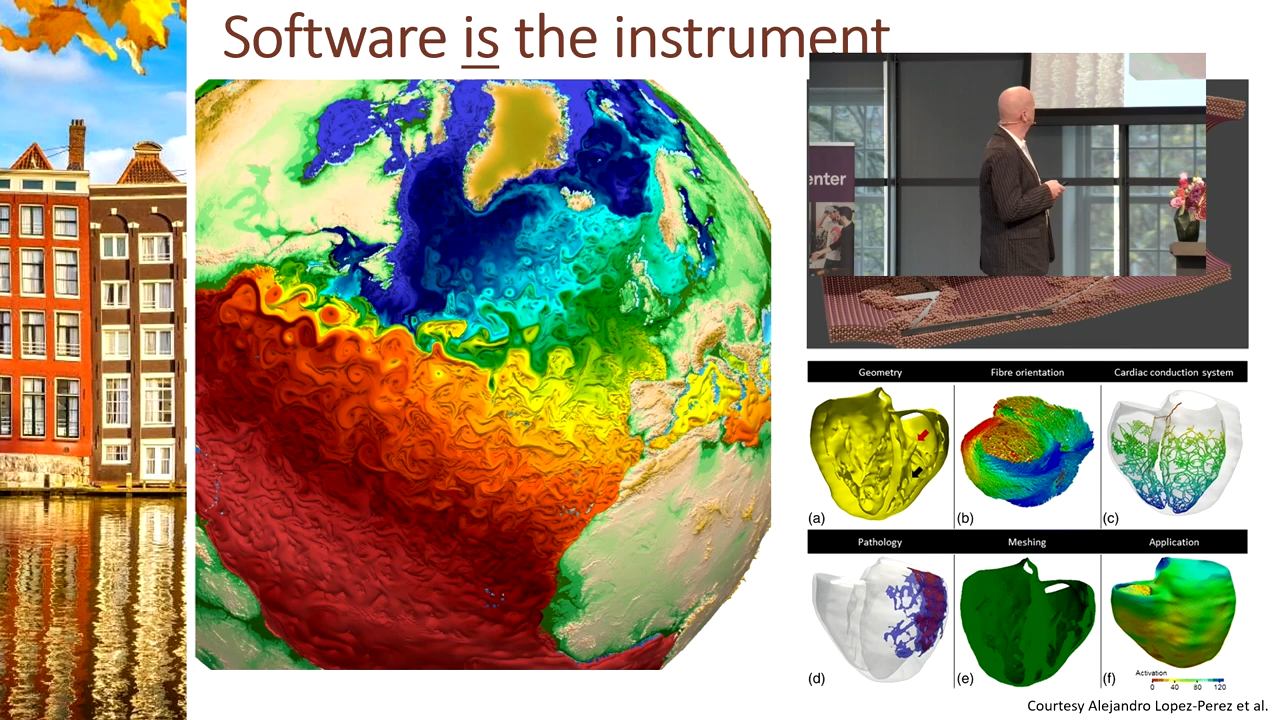 Software is the instrument
enter
Geometry
Fibre orientation
Cardiac conduction system
(a)
(b)
(c)
Pathology
Meshing
Application
(d)
(e)
(f)
Activation
0 40 80 120
Courtesy Alejandro Lopez-Perez et al.